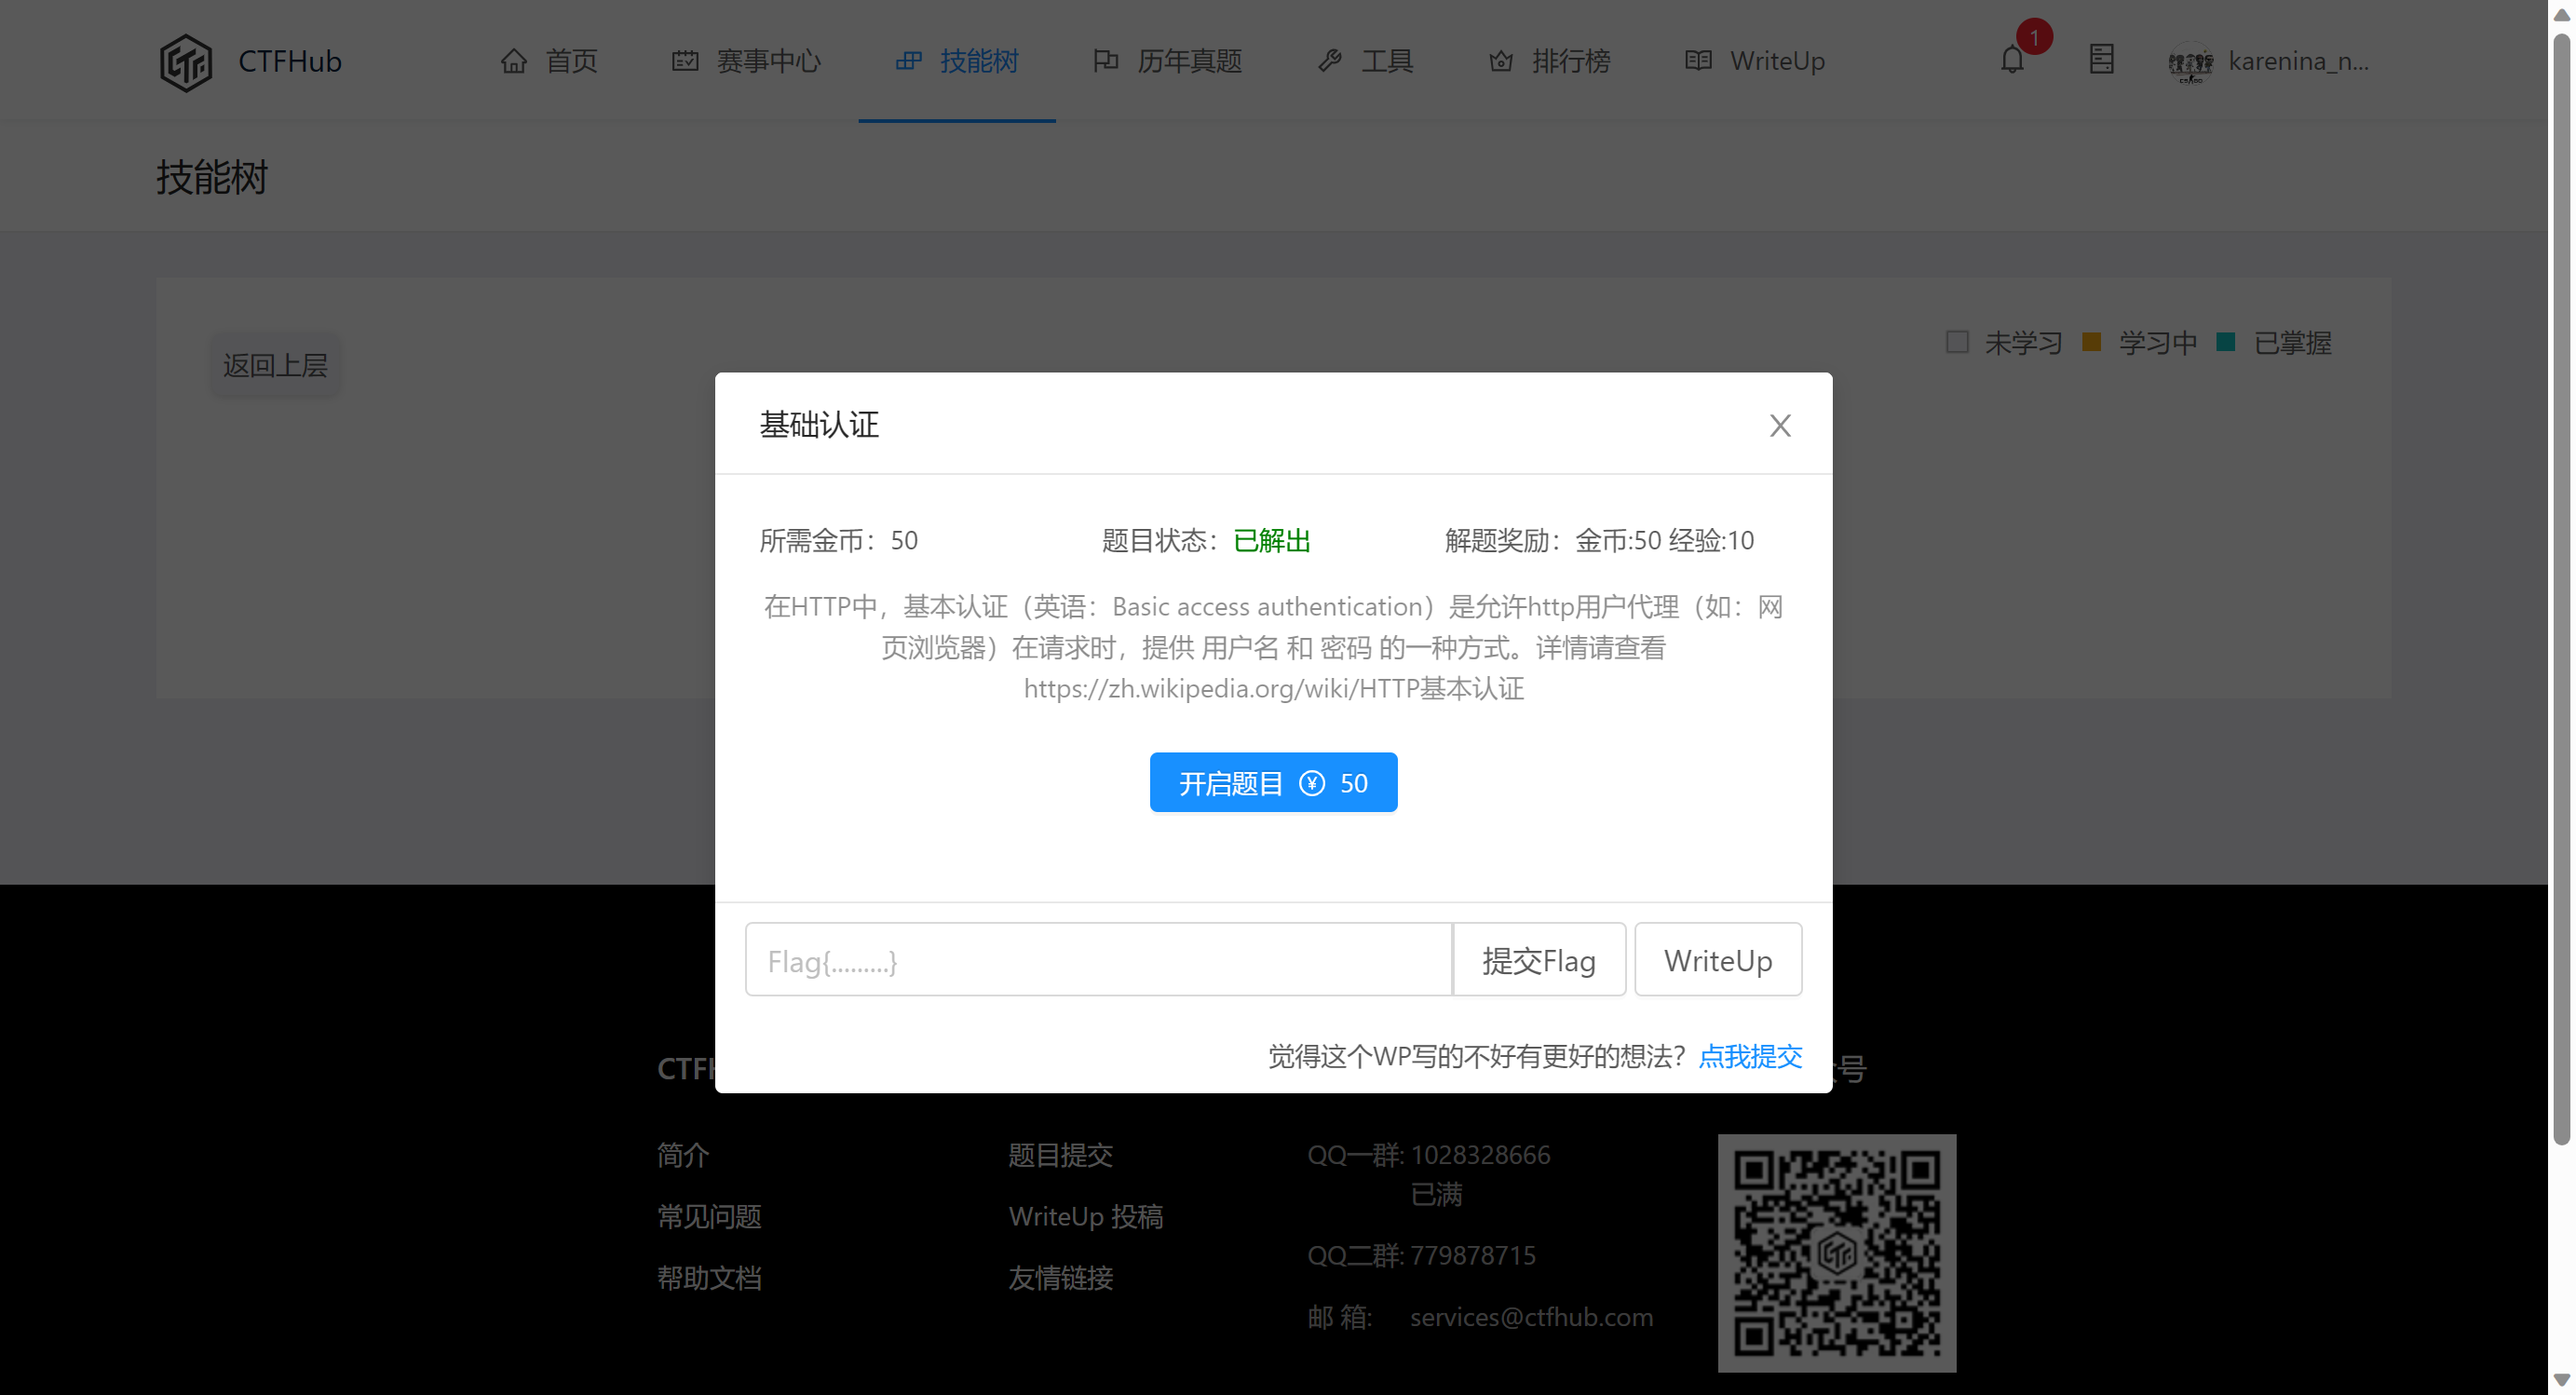 CTFHub 首页 赛事中心 技能树 历年真题 工具 排行榜 WriteUp 1 karenina_n...
技能树
返回上层
未学习 学习中 已掌握
基础认证
所需金币：50 题目状态：已解出 解题奖励：金币:50 经验:10
在HTTP中，基本认证（英语：Basic access authentication）是允许http用户代理（如：网
页浏览器）在请求时，提供 用户名 和 密码 的一种方式。详情请查看
https://zh.wikipedia.org/wiki/HTTP基本认证
开启题目 ¥ 50
Flag{.........} 提交Flag WriteUp
觉得这个WP写的不好有更好的想法？点我提交
CTFH 号
简介 题目提交 QQ一群: 1028328666
已满
常见问题 WriteUp 投稿
QQ二群: 779878715
帮助文档 友情链接
邮 箱: services@ctfhub.com